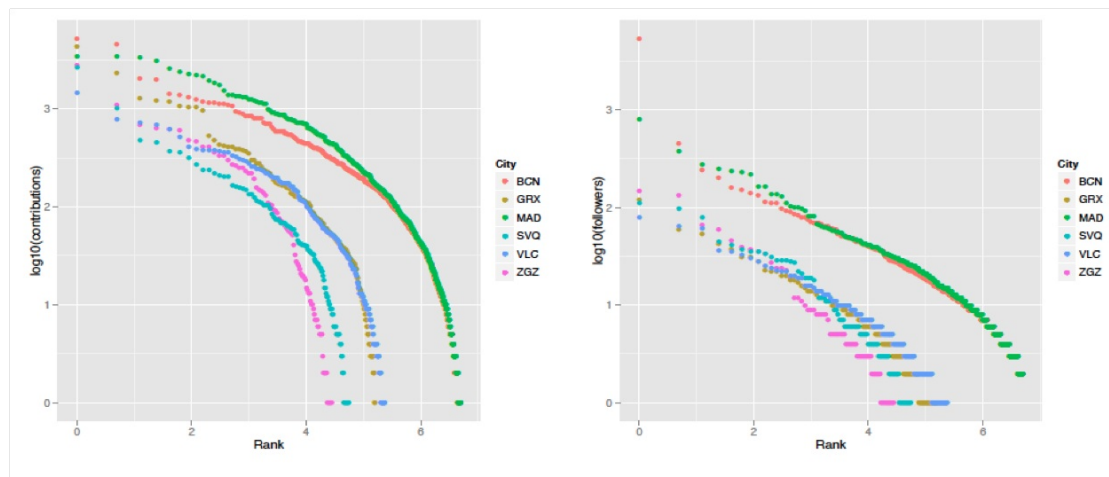 log10(contributions)
3
2
1
0
0
2
4
6
Rank
City
BCN
GRX
MAD
SVQ
VLC
ZGZ
log10(followers)
3
2
1
0
0
2
4
6
Rank
City
BCN
GRX
MAD
SVQ
VLC
ZGZ